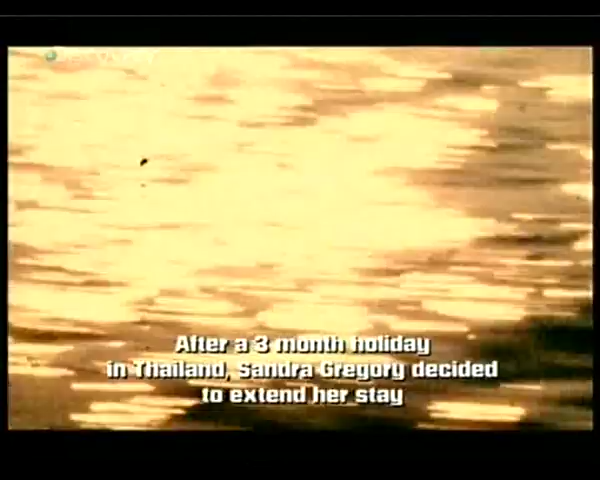 After a 3 month holiday
in Thailand, Sandra Gregory decided
to extend her stay